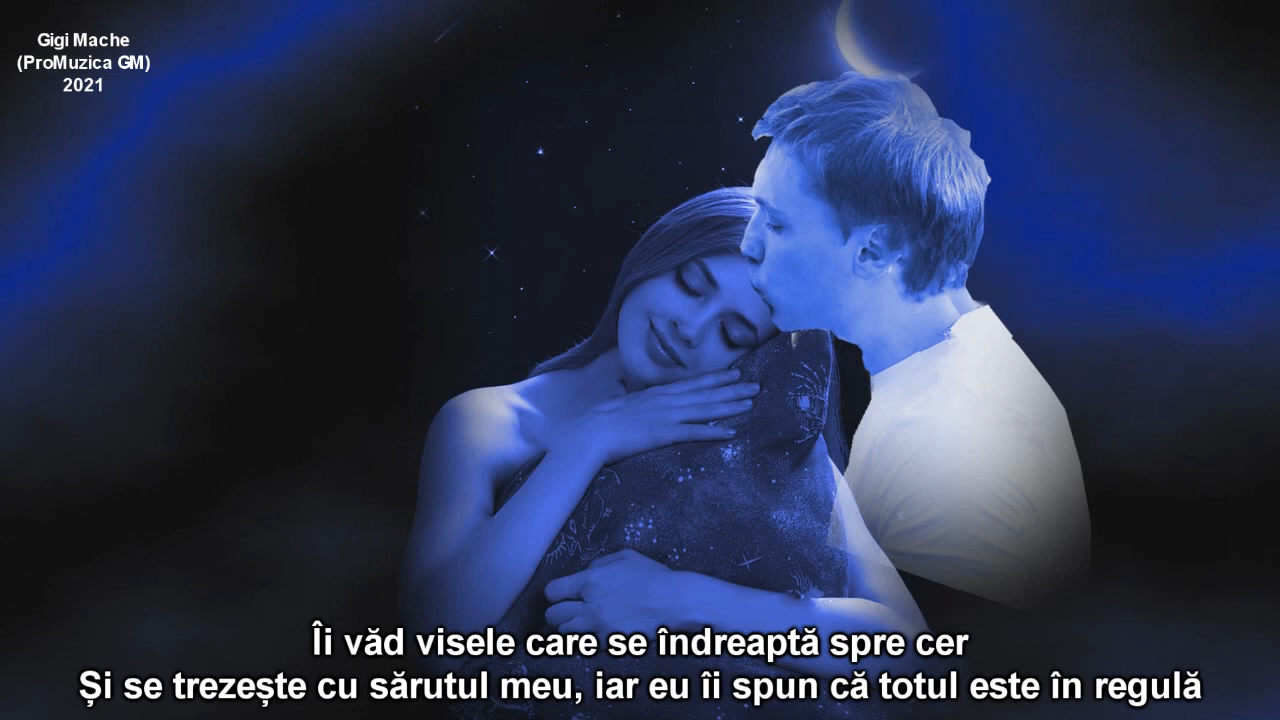 Gigi Mache
(ProMuzica GM)
2021
Îi văd visele care se îndreaptă spre cer
Și se trezește cu sărutul meu, iar eu îi spun că totul este în regulă